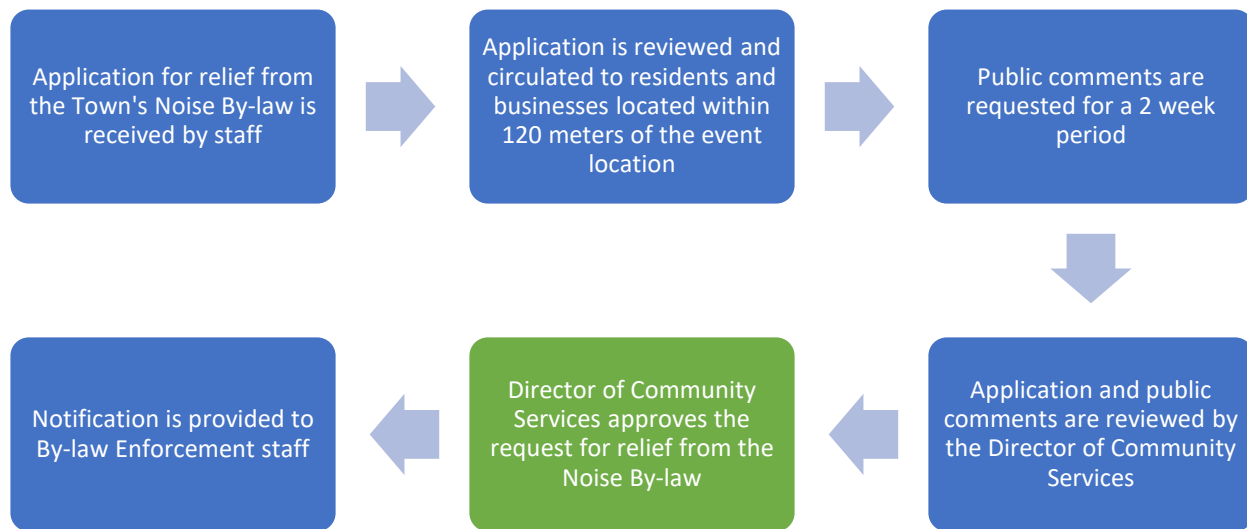 Application for relief from
the Town's Noise By-law is
received by staff
Application is reviewed and
circulated to residents and
businesses located within
120 meters of the event
location
Public comments are
requested for a 2 week
period
Application and public
comments are reviewed by
the Director of Community
Services
Director of Community
Services approves the
request for relief from the
Noise By-law
Notification is provided to
By-law Enforcement staff